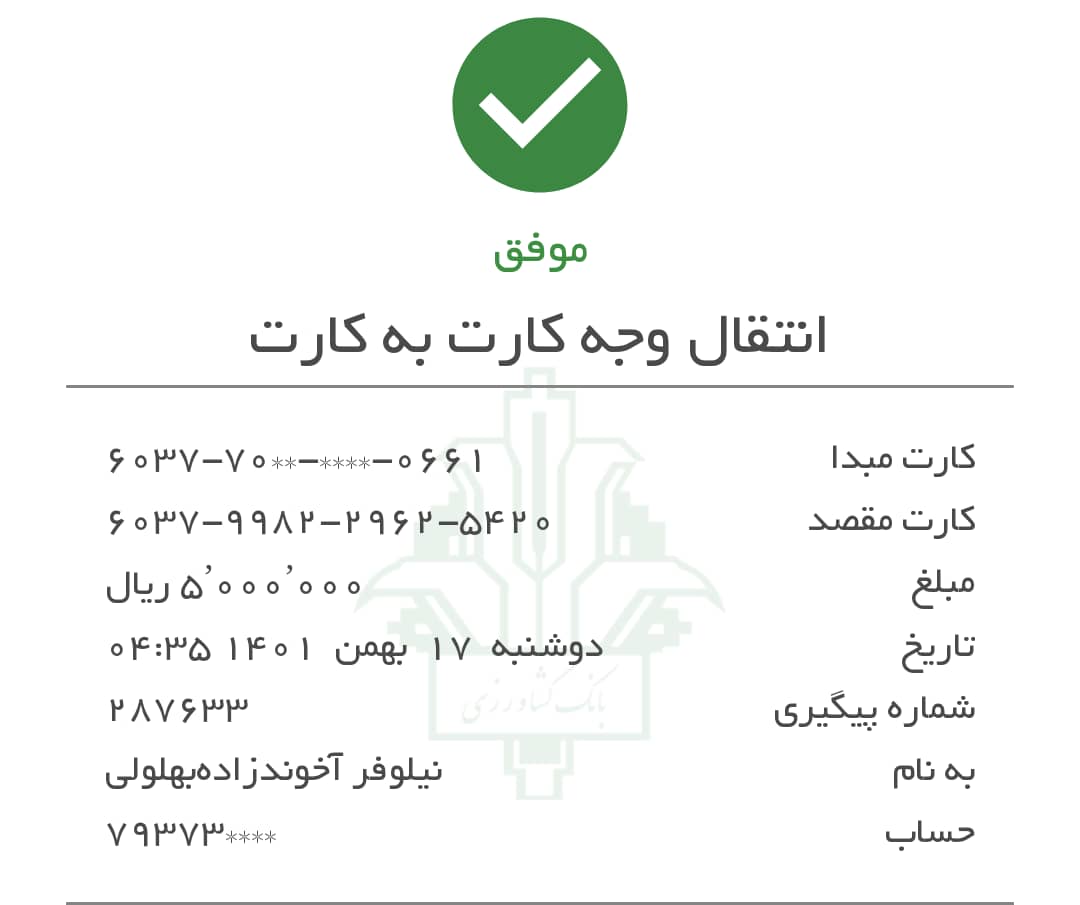 موفق
انتقال وجه کارت به کارت
کارت مبدا ۶۰۳۷-۷۰**-****-۰۶۶۱
کارت مقصد ۶۰۳۷-۹۹۸۲-۲۹۶۲-۵۴۲۰
مبلغ ۵٬۰۰۰٬۰۰۰ ریال
تاریخ دوشنبه ۱۷ بهمن ۱۴۰۱ ۰۴:۳۵
شماره پیگیری ۲۸۷۶۳۳
بانک کشاورزی
به نام نیلوفر آخوندزاده‌بهلولی
حساب ۷۹۳۷۳****